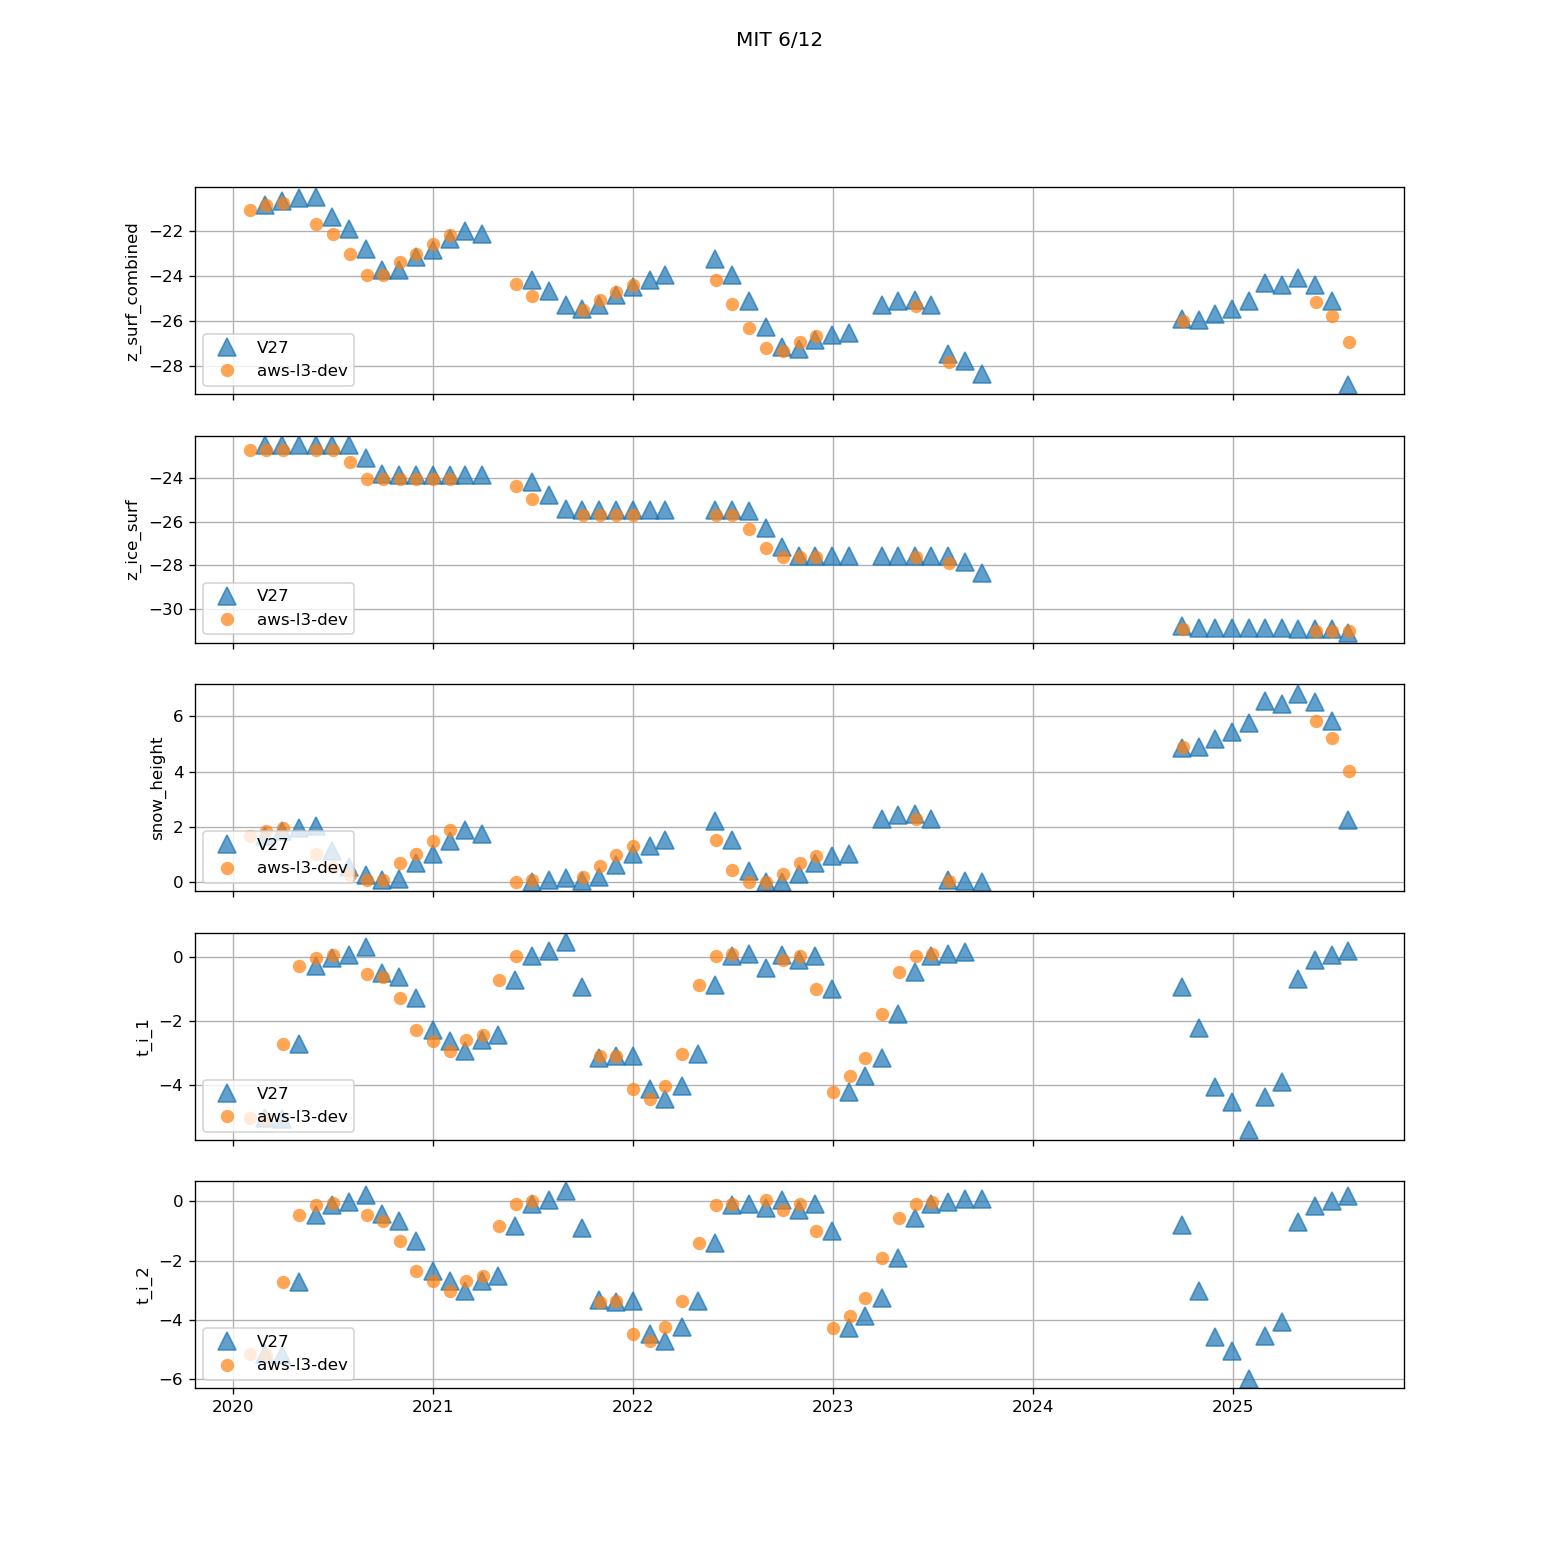 MIT 6/12
z_surf_combined
−22
−24
−26
−28
V27
aws-l3-dev
z_ice_surf
−24
−26
−28
−30
V27
aws-l3-dev
snow_height
6
4
2
0
V27
aws-l3-dev
t_i_1
0
−2
−4
V27
aws-l3-dev
t_i_2
0
−2
−4
−6
V27
aws-l3-dev
2020 2021 2022 2023 2024 2025